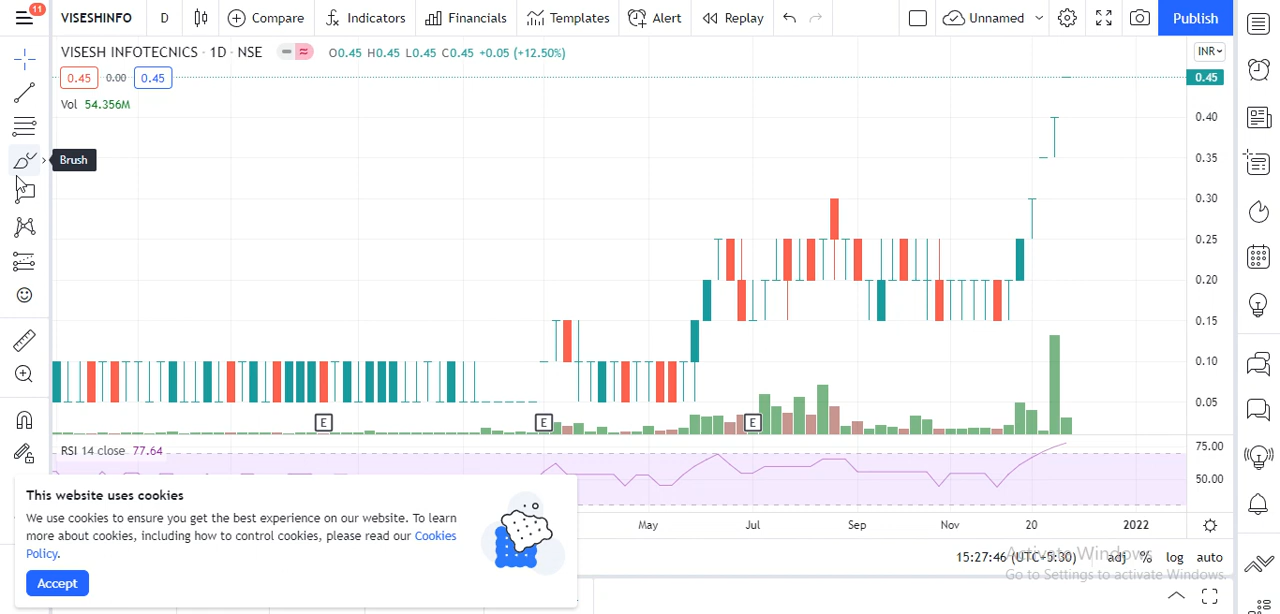 11
VISESHINFO D Compare Indicators Financials Templates Alert Replay Unnamed Publish
VISESH INFOTECNICS · 1D · NSE O0.45 H0.45 L0.45 C0.45 +0.05 (+12.50%) INR
0.45 0.00 0.45 0.45
Vol 54.356M
0.40
Brush
0.35
0.30
0.25
0.20
0.15
0.10
0.05
E E E
RSI 14 close 77.64 75.00
50.00
This website uses cookies
We use cookies to ensure you get the best experience on our website. To learn
more about cookies, including how to control cookies, please read our Cookies
Policy.
Accept
May Jul Sep Nov 20 2022
15:27:46 (UTC+5:30) adj % log auto
Activate Windows
Go to Settings to activate Windows.